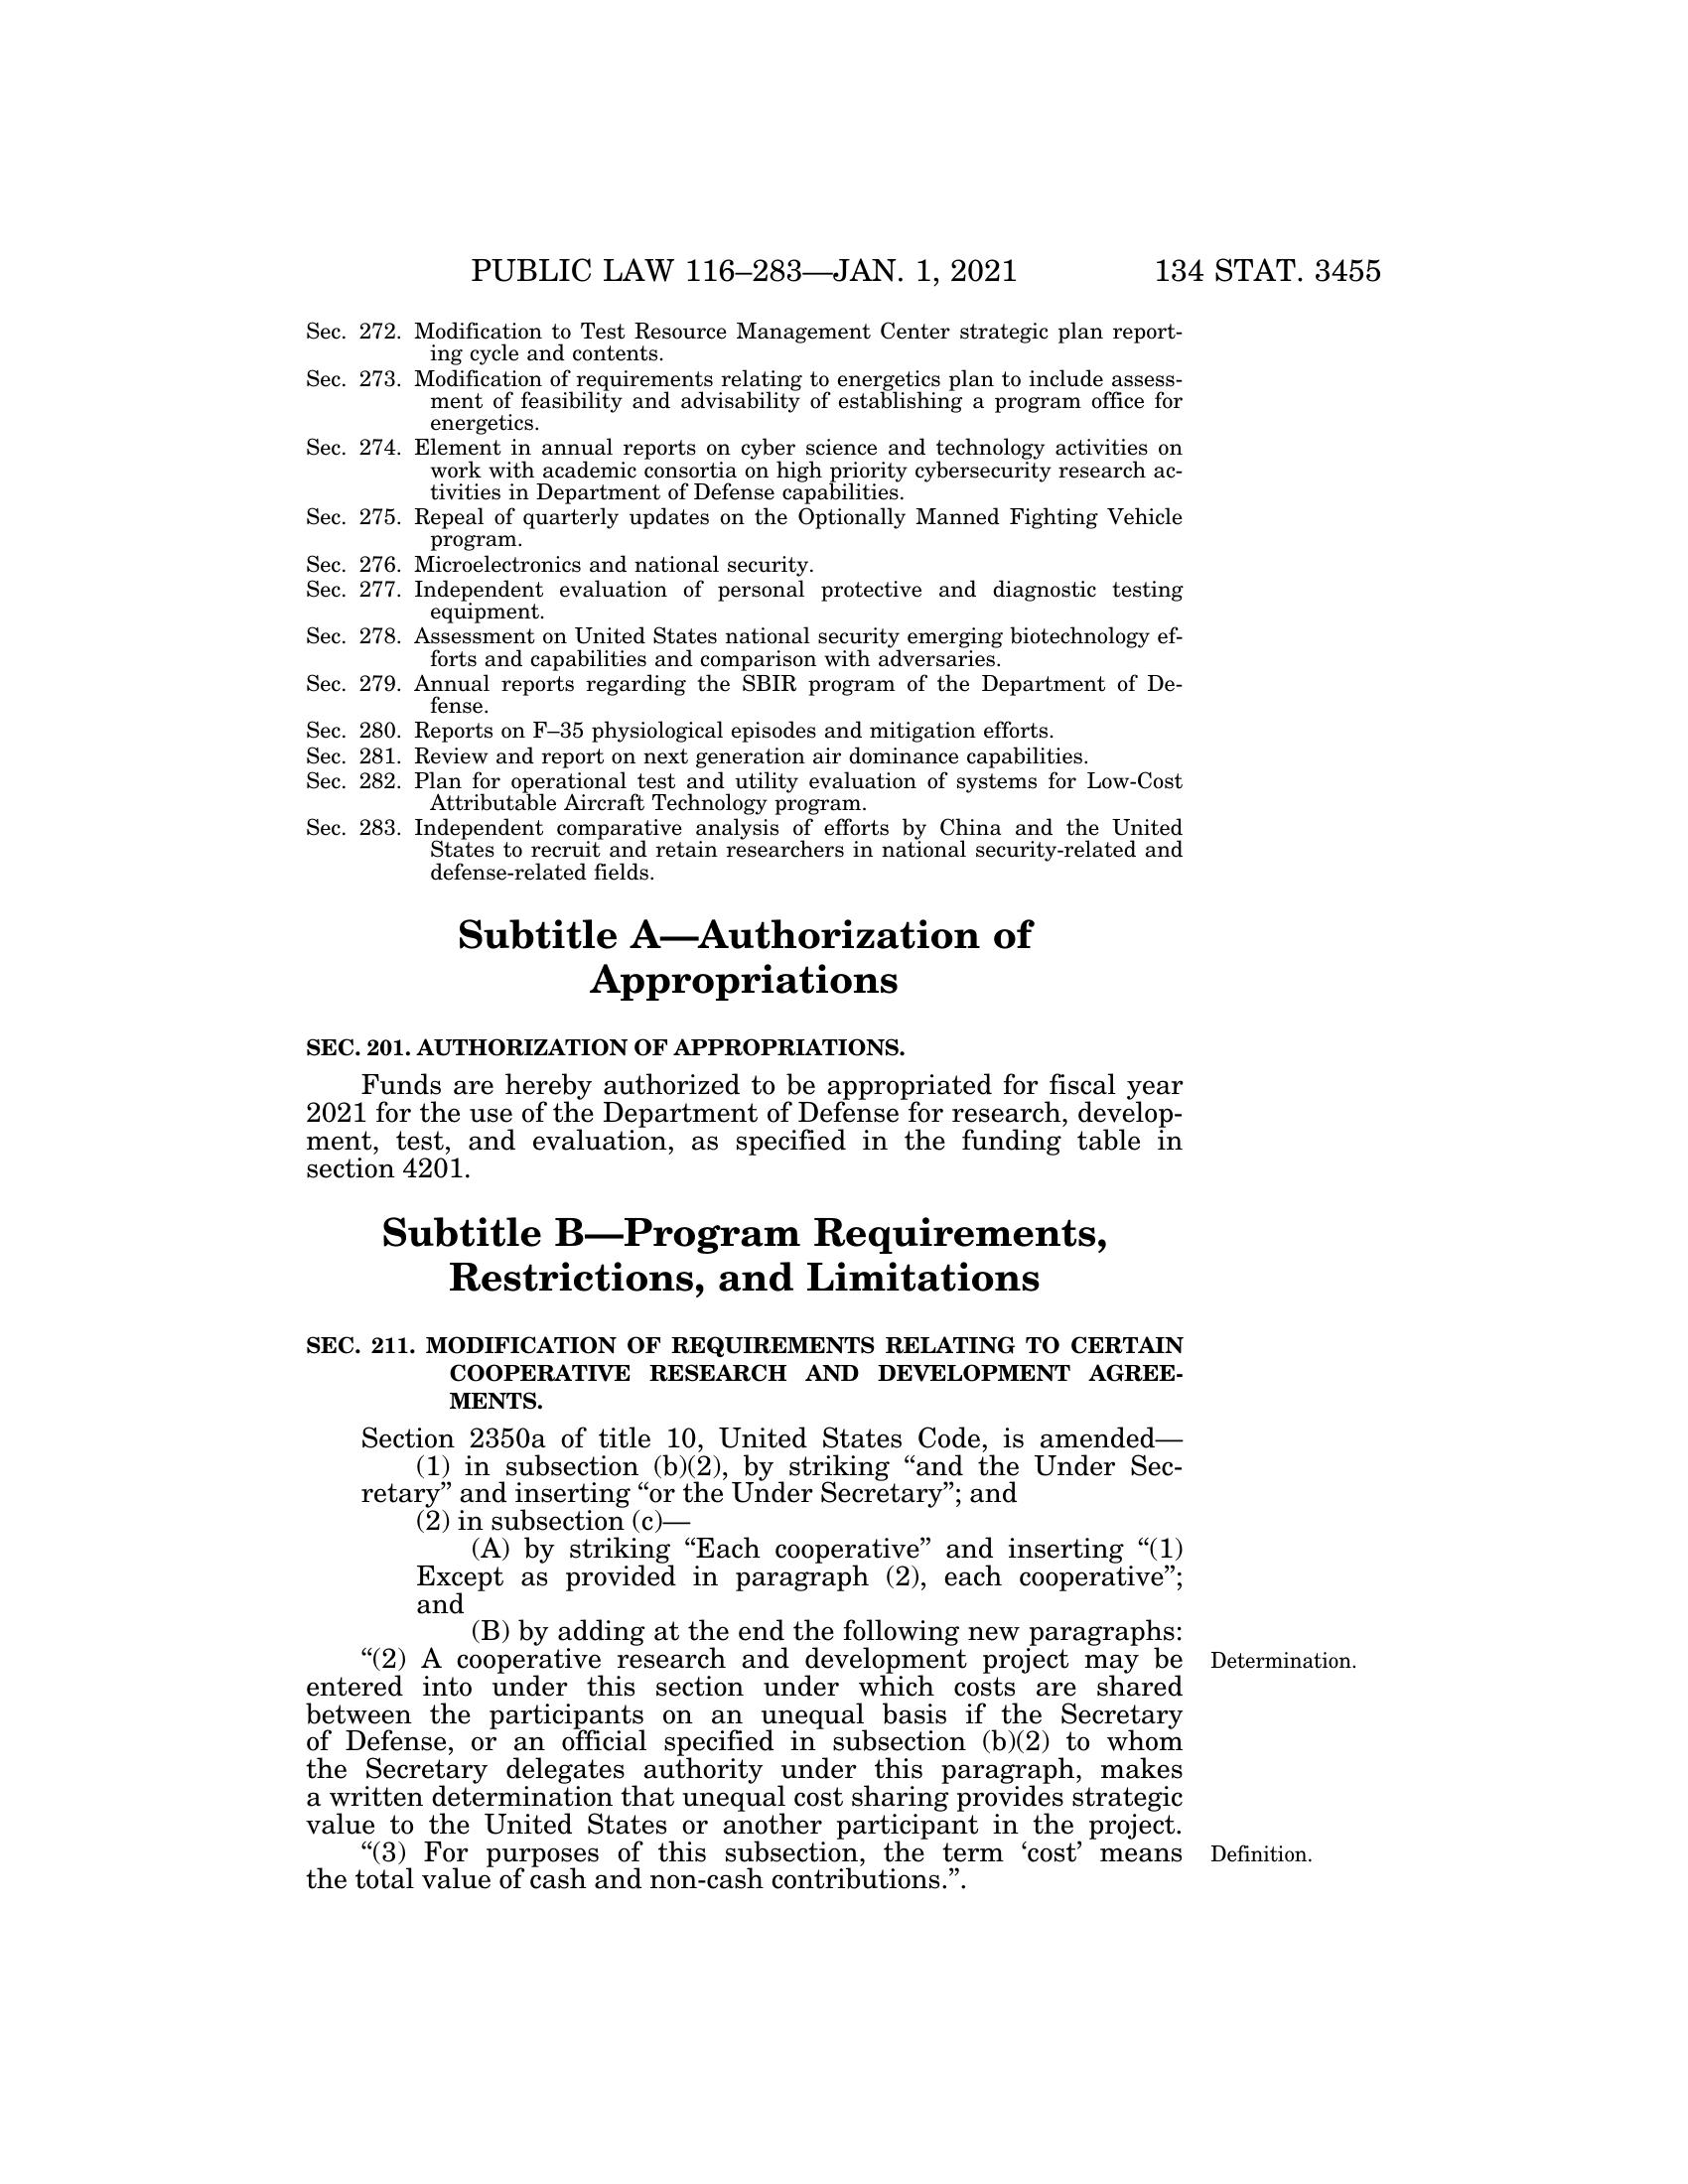 PUBLIC LAW 116–283—JAN. 1, 2021 134 STAT. 3455
Sec. 272. Modification to Test Resource Management Center strategic plan report-
ing cycle and contents.
Sec. 273. Modification of requirements relating to energetics plan to include assess-
ment of feasibility and advisability of establishing a program office for
energetics.
Sec. 274. Element in annual reports on cyber science and technology activities on
work with academic consortia on high priority cybersecurity research ac-
tivities in Department of Defense capabilities.
Sec. 275. Repeal of quarterly updates on the Optionally Manned Fighting Vehicle
program.
Sec. 276. Microelectronics and national security.
Sec. 277. Independent evaluation of personal protective and diagnostic testing
equipment.
Sec. 278. Assessment on United States national security emerging biotechnology ef-
forts and capabilities and comparison with adversaries.
Sec. 279. Annual reports regarding the SBIR program of the Department of De-
fense.
Sec. 280. Reports on F–35 physiological episodes and mitigation efforts.
Sec. 281. Review and report on next generation air dominance capabilities.
Sec. 282. Plan for operational test and utility evaluation of systems for Low-Cost
Attributable Aircraft Technology program.
Sec. 283. Independent comparative analysis of efforts by China and the United
States to recruit and retain researchers in national security-related and
defense-related fields.
Subtitle A—Authorization of
Appropriations
SEC. 201. AUTHORIZATION OF APPROPRIATIONS.
Funds are hereby authorized to be appropriated for fiscal year
2021 for the use of the Department of Defense for research, develop-
ment, test, and evaluation, as specified in the funding table in
section 4201.
Subtitle B—Program Requirements,
Restrictions, and Limitations
SEC. 211. MODIFICATION OF REQUIREMENTS RELATING TO CERTAIN
COOPERATIVE RESEARCH AND DEVELOPMENT AGREE-
MENTS.
Section 2350a of title 10, United States Code, is amended—
(1) in subsection (b)(2), by striking “and the Under Sec-
retary” and inserting “or the Under Secretary”; and
(2) in subsection (c)—
(A) by striking “Each cooperative” and inserting “(1)
Except as provided in paragraph (2), each cooperative”;
and
(B) by adding at the end the following new paragraphs:
“(2) A cooperative research and development project may be
Determination.
entered into under this section under which costs are shared
between the participants on an unequal basis if the Secretary
of Defense, or an official specified in subsection (b)(2) to whom
the Secretary delegates authority under this paragraph, makes
a written determination that unequal cost sharing provides strategic
value to the United States or another participant in the project.
“(3) For purposes of this subsection, the term ‘cost’ means
Definition.
the total value of cash and non-cash contributions.”.